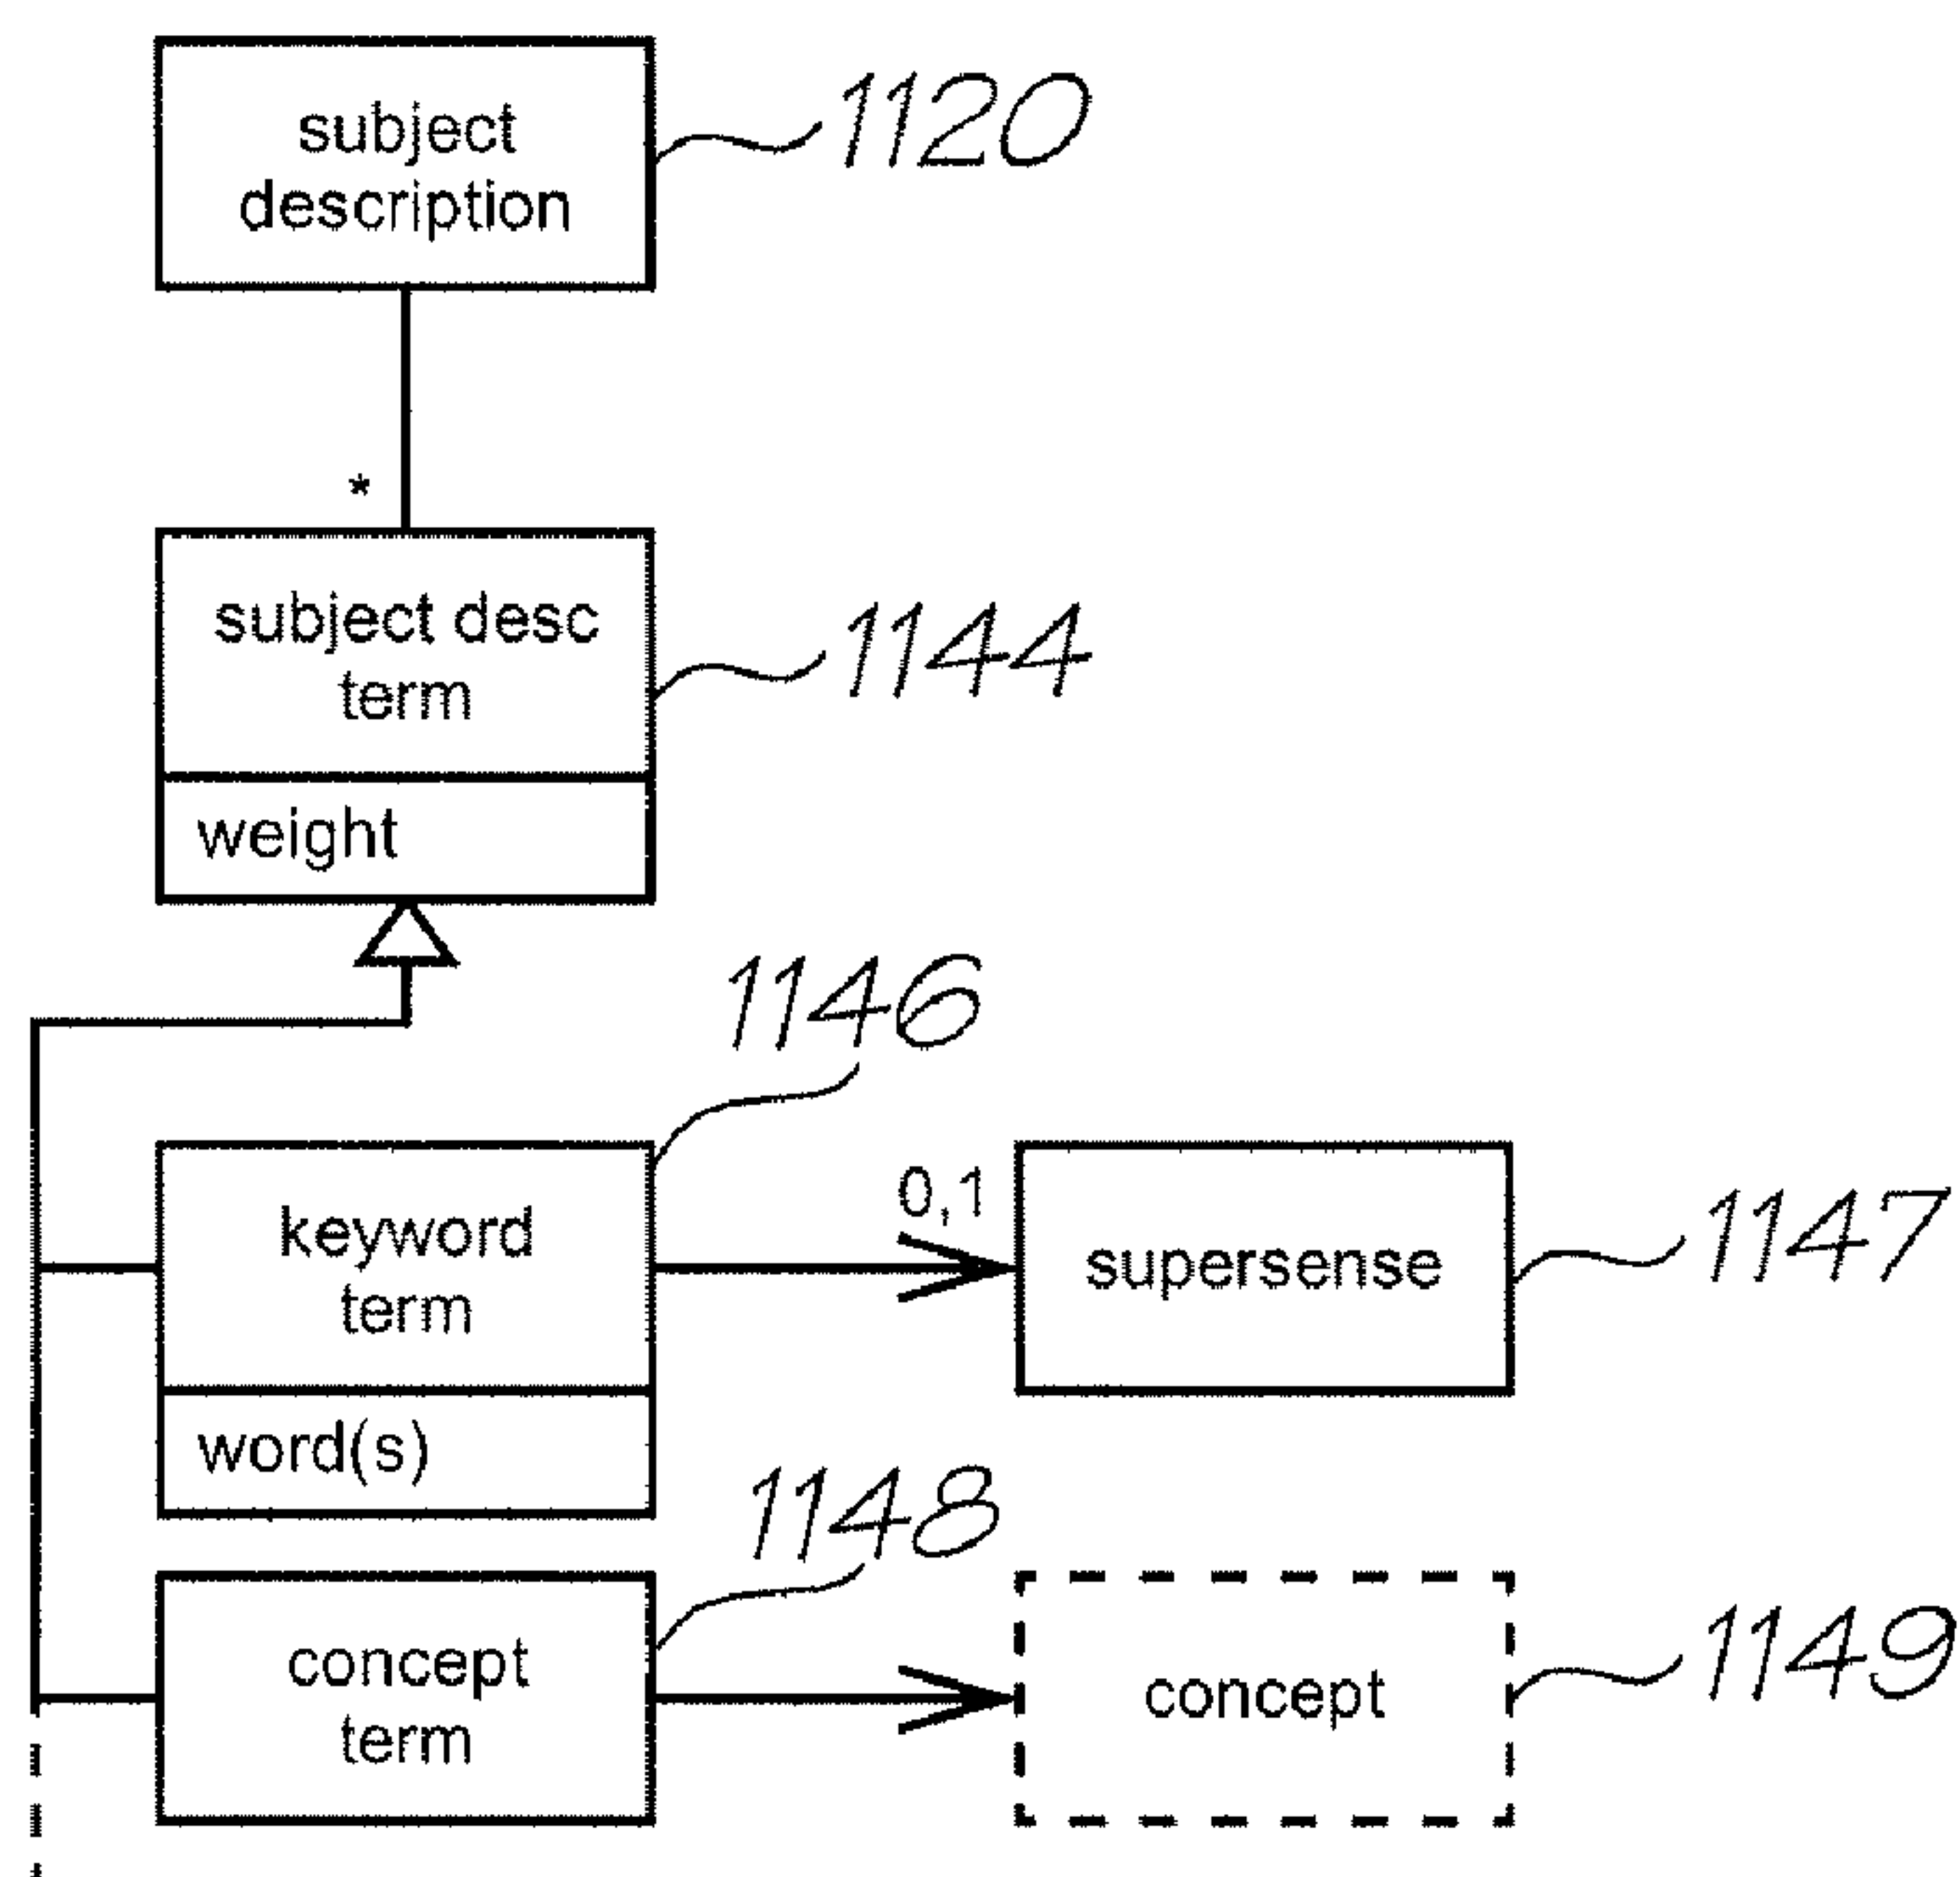 subject
description
1120
*
subject desc
term
1144
weight
1146
keyword
term
0,1
supersense
1147
word(s)
1148
concept
term
concept
1149